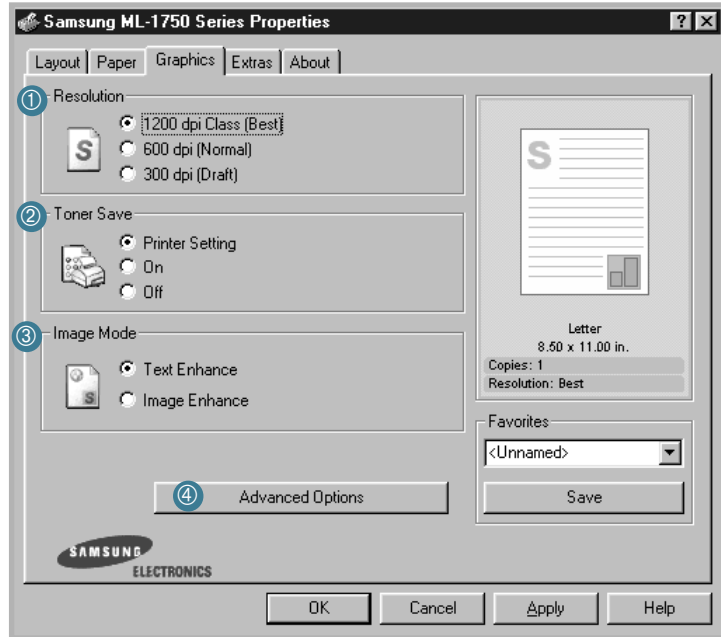 Samsung ML-1750 Series Properties
Layout Paper Graphics Extras About
① Resolution
1200 dpi Class (Best)
600 dpi (Normal)
300 dpi (Draft)
S
② Toner Save
Printer Setting
On
Off
③ Image Mode
Text Enhance
Image Enhance
S
④ Advanced Options
SAMSUNG
ELECTRONICS
S
Letter
8.50 x 11.00 in.
Copies: 1
Resolution: Best
Favorites
<Unnamed>
Save
OK Cancel Apply Help